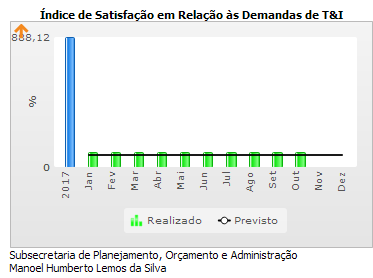 Índice de Satisfação em Relação às Demandas de T&I
888,12
%
0
2017
Jan
Fev
Mar
Abr
Mai
Jun
Jul
Ago
Set
Out
Nov
Dez
Realizado
Previsto
Subsecretaria de Planejamento, Orçamento e Administração
Manoel Humberto Lemos da Silva